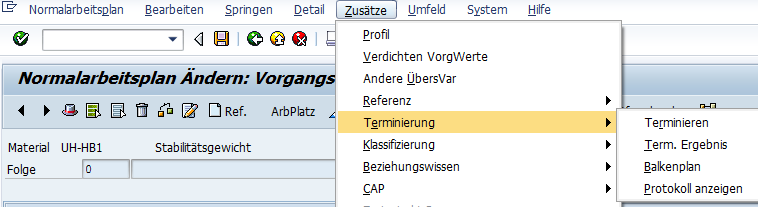 Normalarbeitsplan Bearbeiten Springen Detail Zusätze Umfeld System Hilfe
Profil
Verdichten VorgWerte
Normalarbeitsplan Ändern: Vorgangs
Andere ÜbersVar
Referenz
Ref. ArbPlatz
Terminierung
Terminieren
Material UH-HB1 Stabilitätsgewicht
Klassifizierung
Term. Ergebnis
Folge 0
Beziehungswissen
Balkenplan
CAP
Protokoll anzeigen